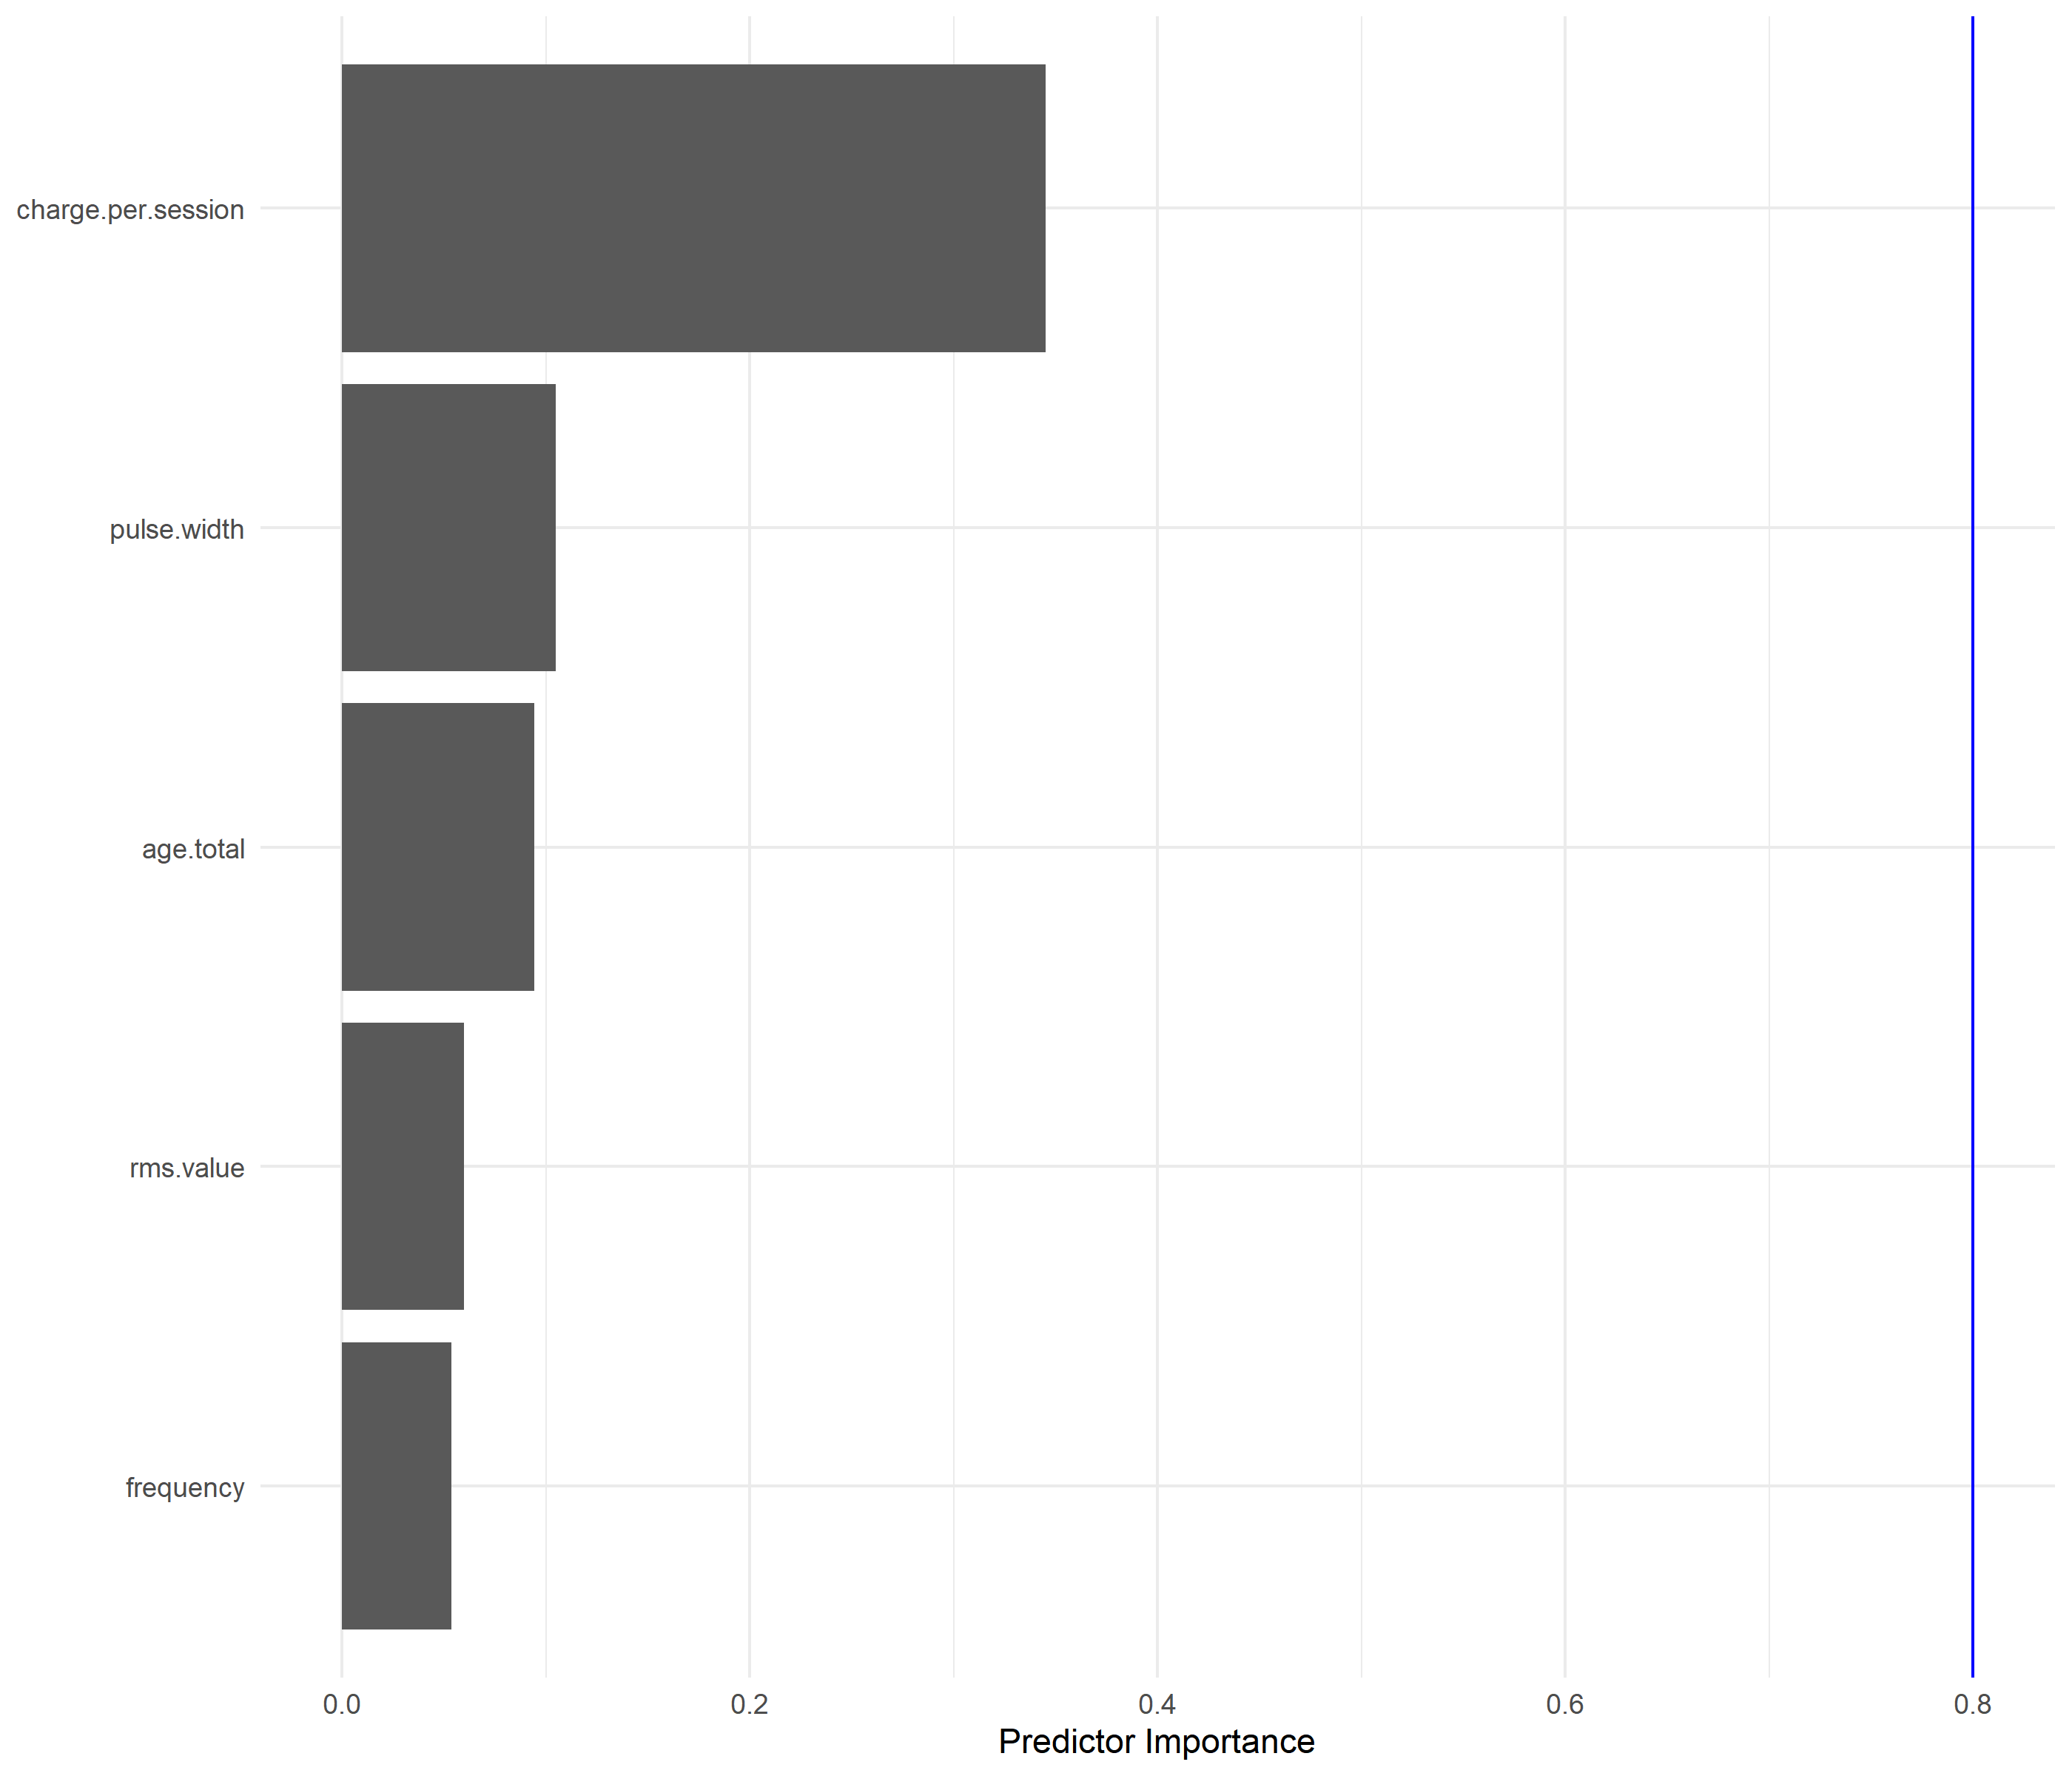 charge.per.session
pulse.width
age.total
rms.value
frequency
0.0 0.2 0.4 0.6 0.8
Predictor Importance